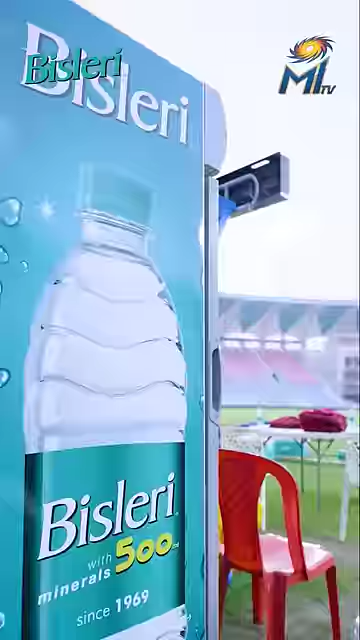 Bisleri
Bisleri
MI TV
Bisleri
with 500ml
minerals
since 1969